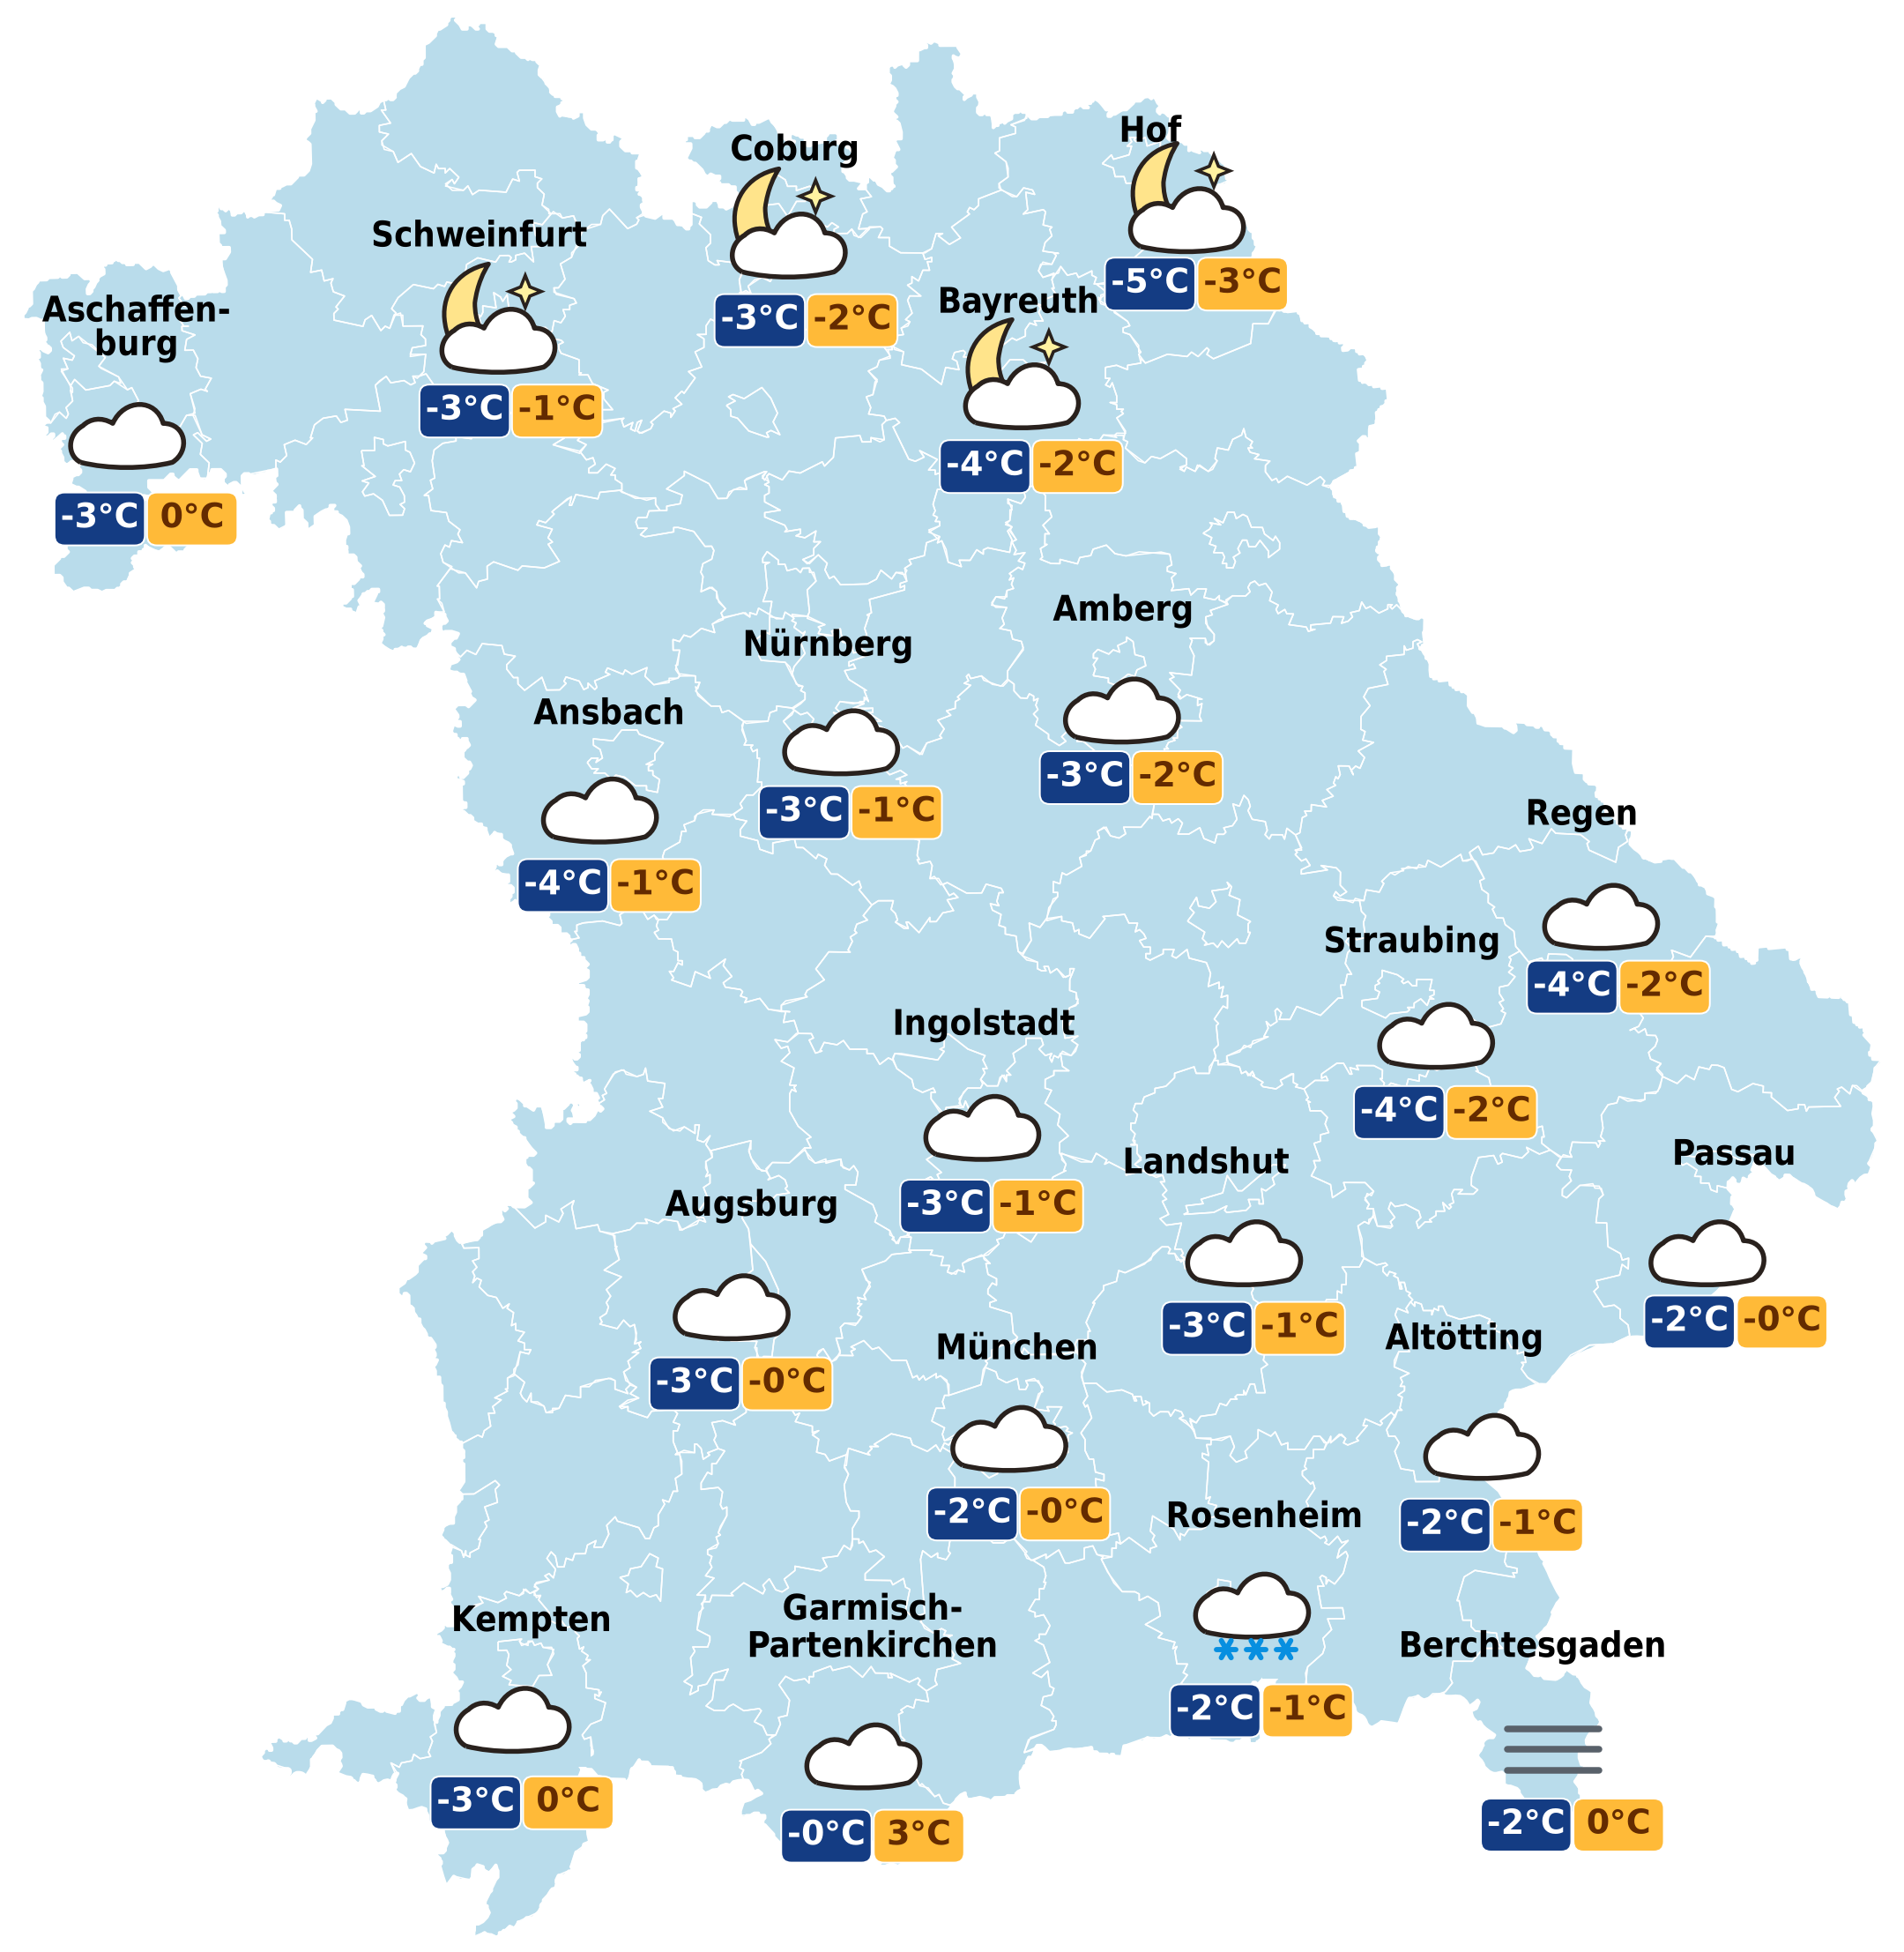 Hof
-5°C -3°C
Coburg
-3°C -2°C
Schweinfurt
-3°C -1°C
Bayreuth
-4°C -2°C
Aschaffen-
burg
-3°C 0°C
Amberg
-3°C -2°C
Nürnberg
-3°C -1°C
Ansbach
-4°C -1°C
Regen
-4°C -2°C
Straubing
-4°C -2°C
Ingolstadt
-3°C -1°C
Passau
-2°C -0°C
Landshut
-3°C -1°C
Augsburg
-3°C -0°C
Altötting
-2°C -1°C
München
-2°C -0°C
Rosenheim
-2°C -1°C
Garmisch-
Partenkirchen
-0°C 3°C
Kempten
-3°C 0°C
Berchtesgaden
-2°C 0°C